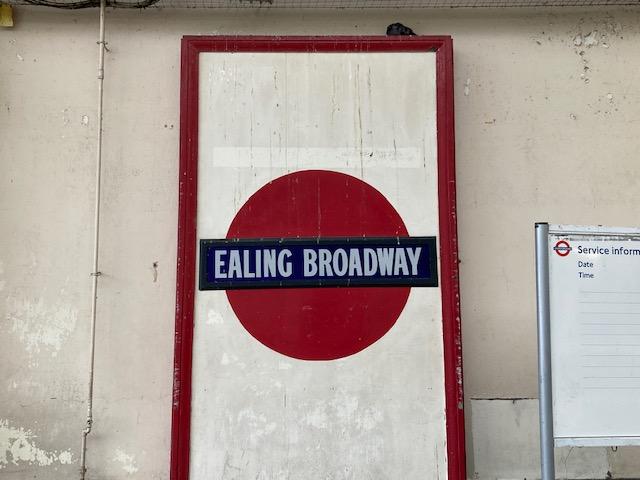 EALING BROADWAY
Service inform
Date
Time